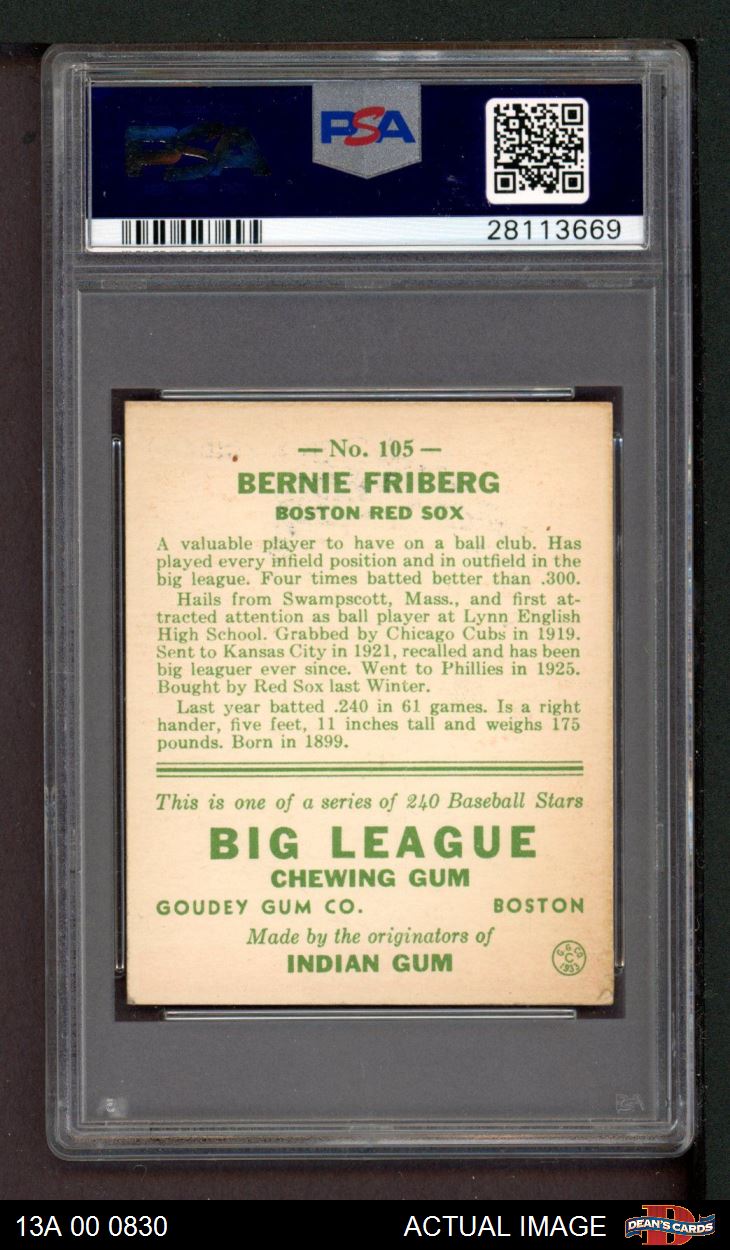 PSA
PSA
28113669
— No. 105 —
BERNIE FRIBERG
BOSTON RED SOX
A valuable player to have on a ball club. Has
played every infield position and in outfield in the
big league. Four times batted better than .300.
Hails from Swampscott, Mass., and first at-
tracted attention as ball player at Lynn English
High School. Grabbed by Chicago Cubs in 1919.
Sent to Kansas City in 1921, recalled and has been
big leaguer ever since. Went to Phillies in 1925.
Bought by Red Sox last Winter.
Last year batted .240 in 61 games. Is a right
hander, five feet, 11 inches tall and weighs 175
pounds. Born in 1899.
This is one of a series of 240 Baseball Stars
BIG LEAGUE
CHEWING GUM
GOUDEY GUM CO. BOSTON
Made by the originators of
INDIAN GUM
G G CO
C
1933
PSA
13A 00 0830 ACTUAL IMAGE DEAN'S CARDS